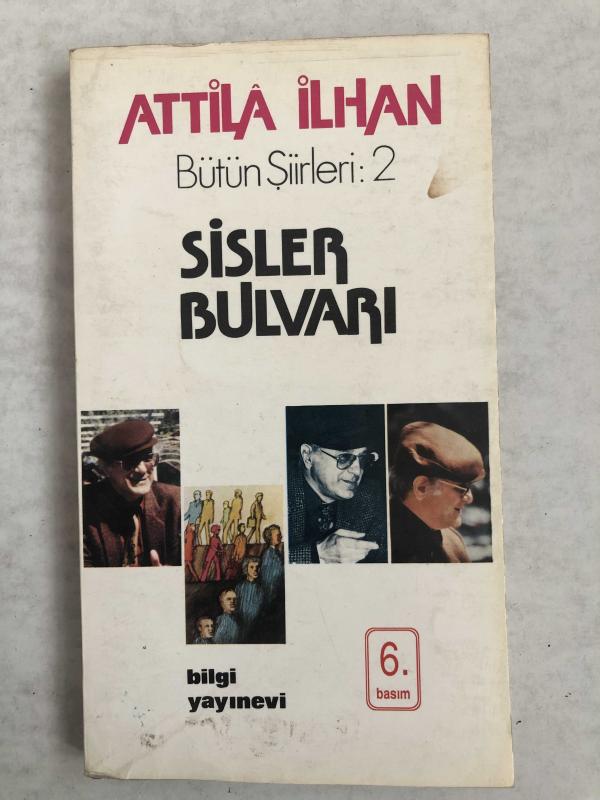 ATTİLÂ İLHAN
Bütün Şiirleri: 2
SİSLER
BULVARI
bilgi
yayınevi
6.
basım